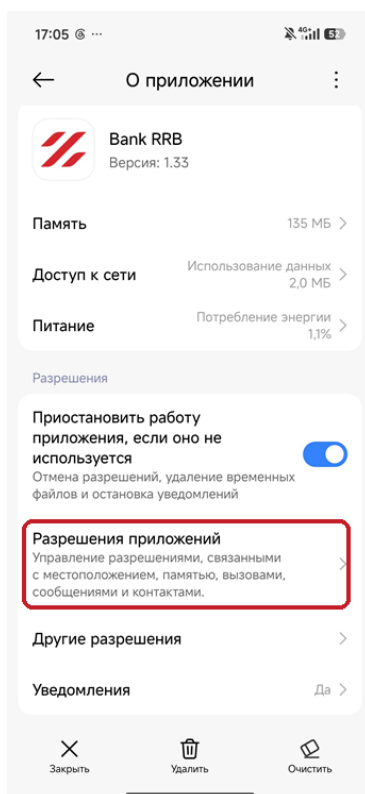 17:05
4G+
52
О приложении
Bank RRB
Версия: 1.33
Память
135 МБ
Доступ к сети
Использование данных
2,0 МБ
Питание
Потребление энергии
1,1%
Разрешения
Приостановить работу
приложения, если оно не
используется
Отмена разрешений, удаление временных
файлов и остановка уведомлений
Разрешения приложений
Управление разрешениями, связанными
с местоположением, памятью, вызовами,
сообщениями и контактами.
Другие разрешения
Уведомления
Да
Закрыть
Удалить
Очистить